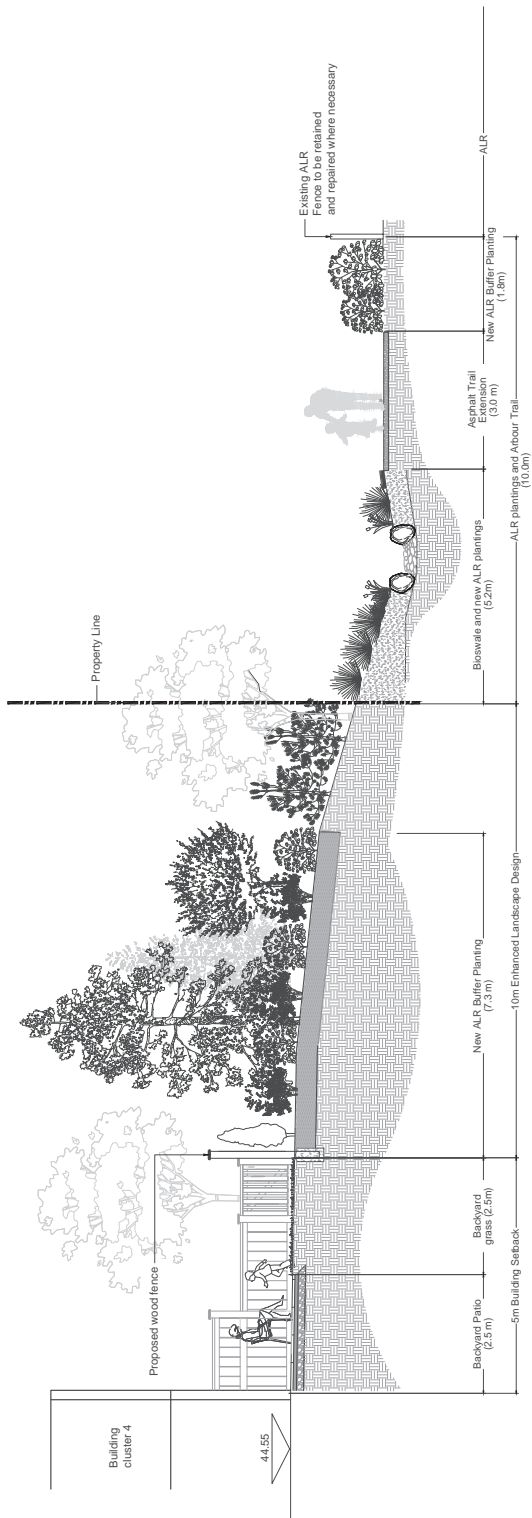 Building
cluster 4
44.55
Proposed wood fence
Property Line
Existing ALR
Fence to be retained
and repaired where necessary
Backyard Patio
(2.5 m)
Backyard
grass (2.5m)
New ALR Buffer Planting
(7.3 m)
Bioswale and new ALR plantings
(5.2m)
Asphalt Trail
Extension
(3.0 m)
New ALR Buffer Planting
(1.8m)
ALR
5m Building Setback
10m Enhanced Landscape Design
ALR plantings and Arbour Trail
(10.0m)